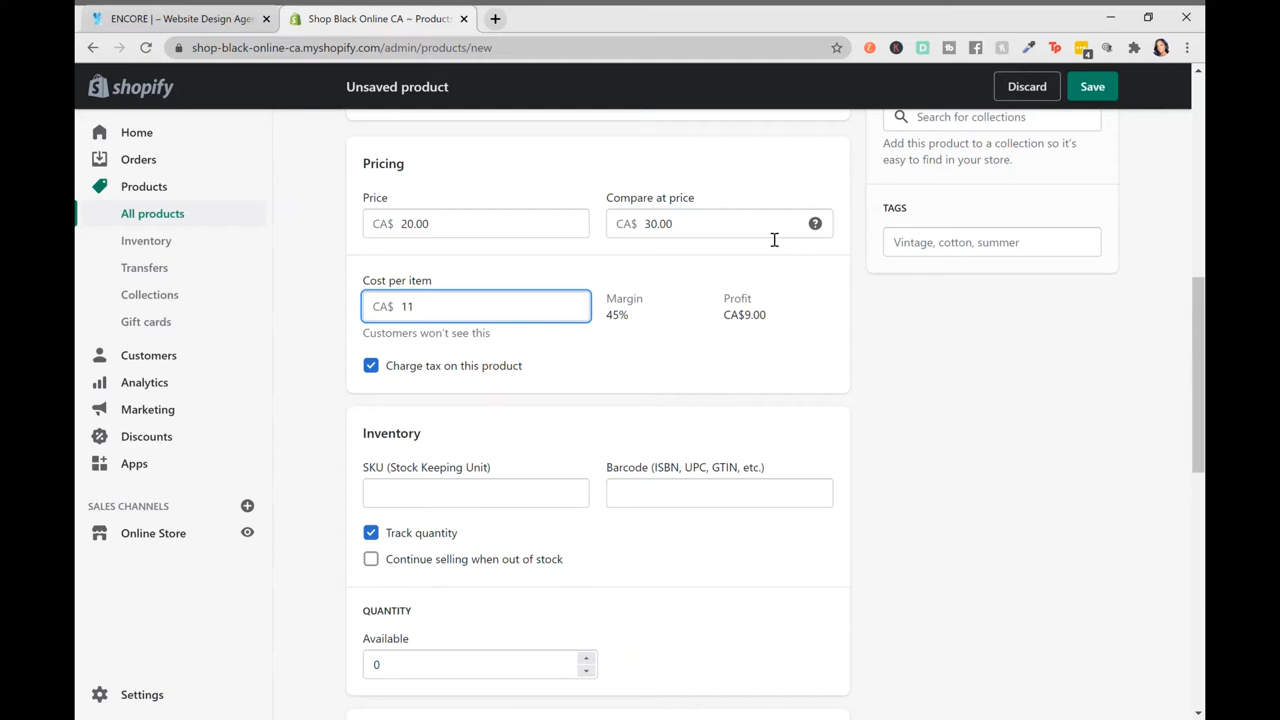 ENCORE | – Website Design Age
Shop Black Online CA ~ Products
shop-black-online-ca.myshopify.com/admin/products/new
4
shopify
Unsaved product
Discard
Save
Home
Orders
Products
All products
Inventory
Transfers
Collections
Gift cards
Customers
Analytics
Marketing
Discounts
Apps
SALES CHANNELS
Online Store
Settings
Pricing
Price
Compare at price
CA$ 20.00
CA$ 30.00
Cost per item
CA$ 11
Margin
Profit
45%
CA$9.00
Customers won't see this
Charge tax on this product
Inventory
SKU (Stock Keeping Unit)
Barcode (ISBN, UPC, GTIN, etc.)
Track quantity
Continue selling when out of stock
QUANTITY
Available
0
Search for collections
Add this product to a collection so it's
easy to find in your store.
TAGS
Vintage, cotton, summer